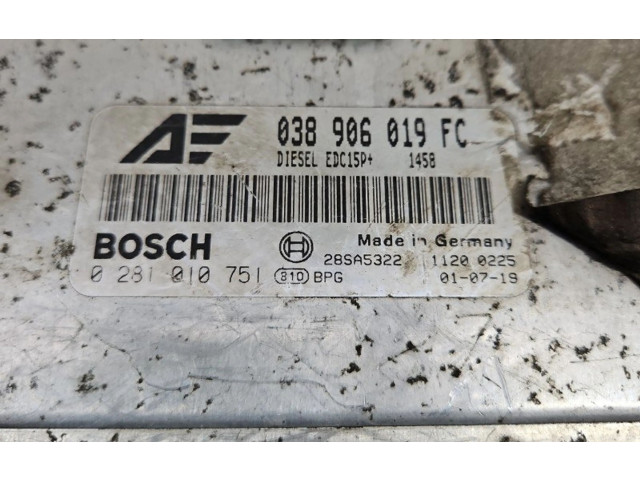 AE 038 906 019 FC
DIESEL EDC15P+ 1458
BOSCH Made in Germany
28SA5322 1120 0225
0 281 010 751 810 BPG 01-07-19